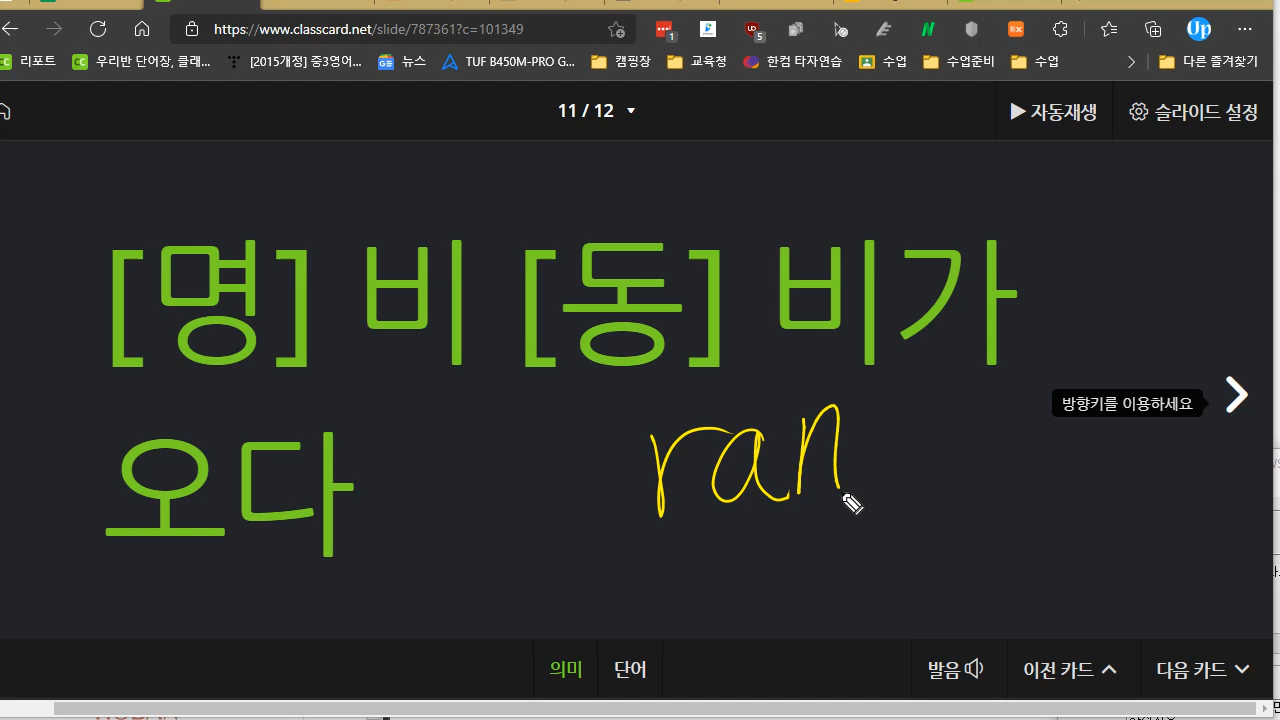 https://www.classcard.net/slide/787361?c=101349
리포트 우리반 단어장, 클래... [2015개정] 중3영어... 뉴스 TUF B450M-PRO G... 캠핑장 교육청 한컴 타자연습 수업 수업준비 수업 다른 즐겨찾기
11 / 12 자동재생 슬라이드 설정
[명] 비 [동] 비가
방향키를 이용하세요
오다 ran
의미 단어 발음 이전 카드 다음 카드